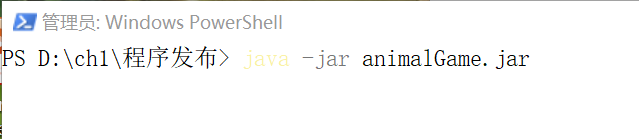 管理员: Windows PowerShell
PS D:\ch1\程序发布> java -jar animalGame.jar